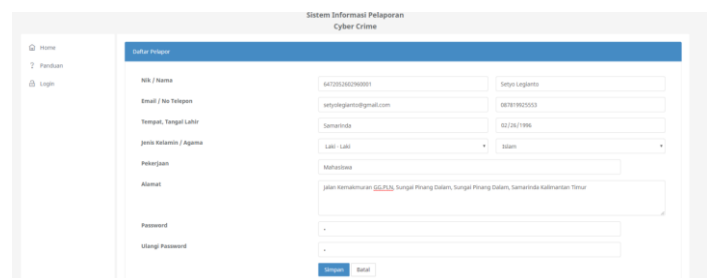 Sistem Informasi Pelaporan
Cyber Crime
Home
Panduan
Login
Daftar Pelapor
Nik / Nama 6472052602960001 Setyo Legianto
Email / No Telepon setyolegianto@gmail.com 087819925553
Tempat, Tangal Lahir Samarinda 02/26/1996
Jenis Kelamin / Agama Laki - Laki Islam
Pekerjaan Mahasiswa
Alamat Jalan Kemakmuran GG.PLN, Sungai Pinang Dalam, Sungai Pinang Dalam, Samarinda Kalimantan Timur
Password
Ulangi Password
Simpan Batal